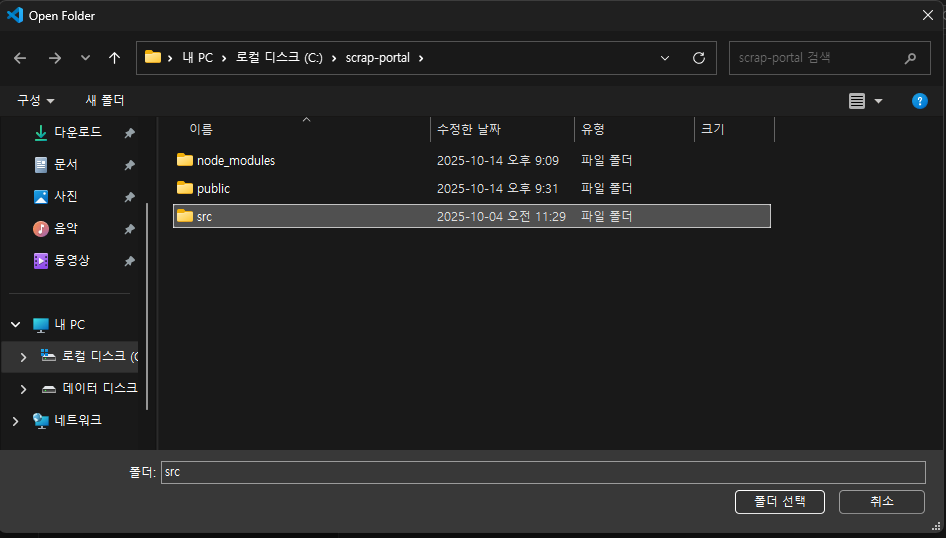 Open Folder
내 PC > 로컬 디스크 (C:) > scrap-portal >
scrap-portal 검색
구성
새 폴더
?
다운로드
문서
사진
음악
동영상
내 PC
로컬 디스크 (C
데이터 디스크
네트워크
이름 수정한 날짜 유형 크기
node_modules 2025-10-14 오후 9:09 파일 폴더
public 2025-10-14 오후 9:31 파일 폴더
src 2025-10-04 오전 11:29 파일 폴더
폴더: src
폴더 선택
취소